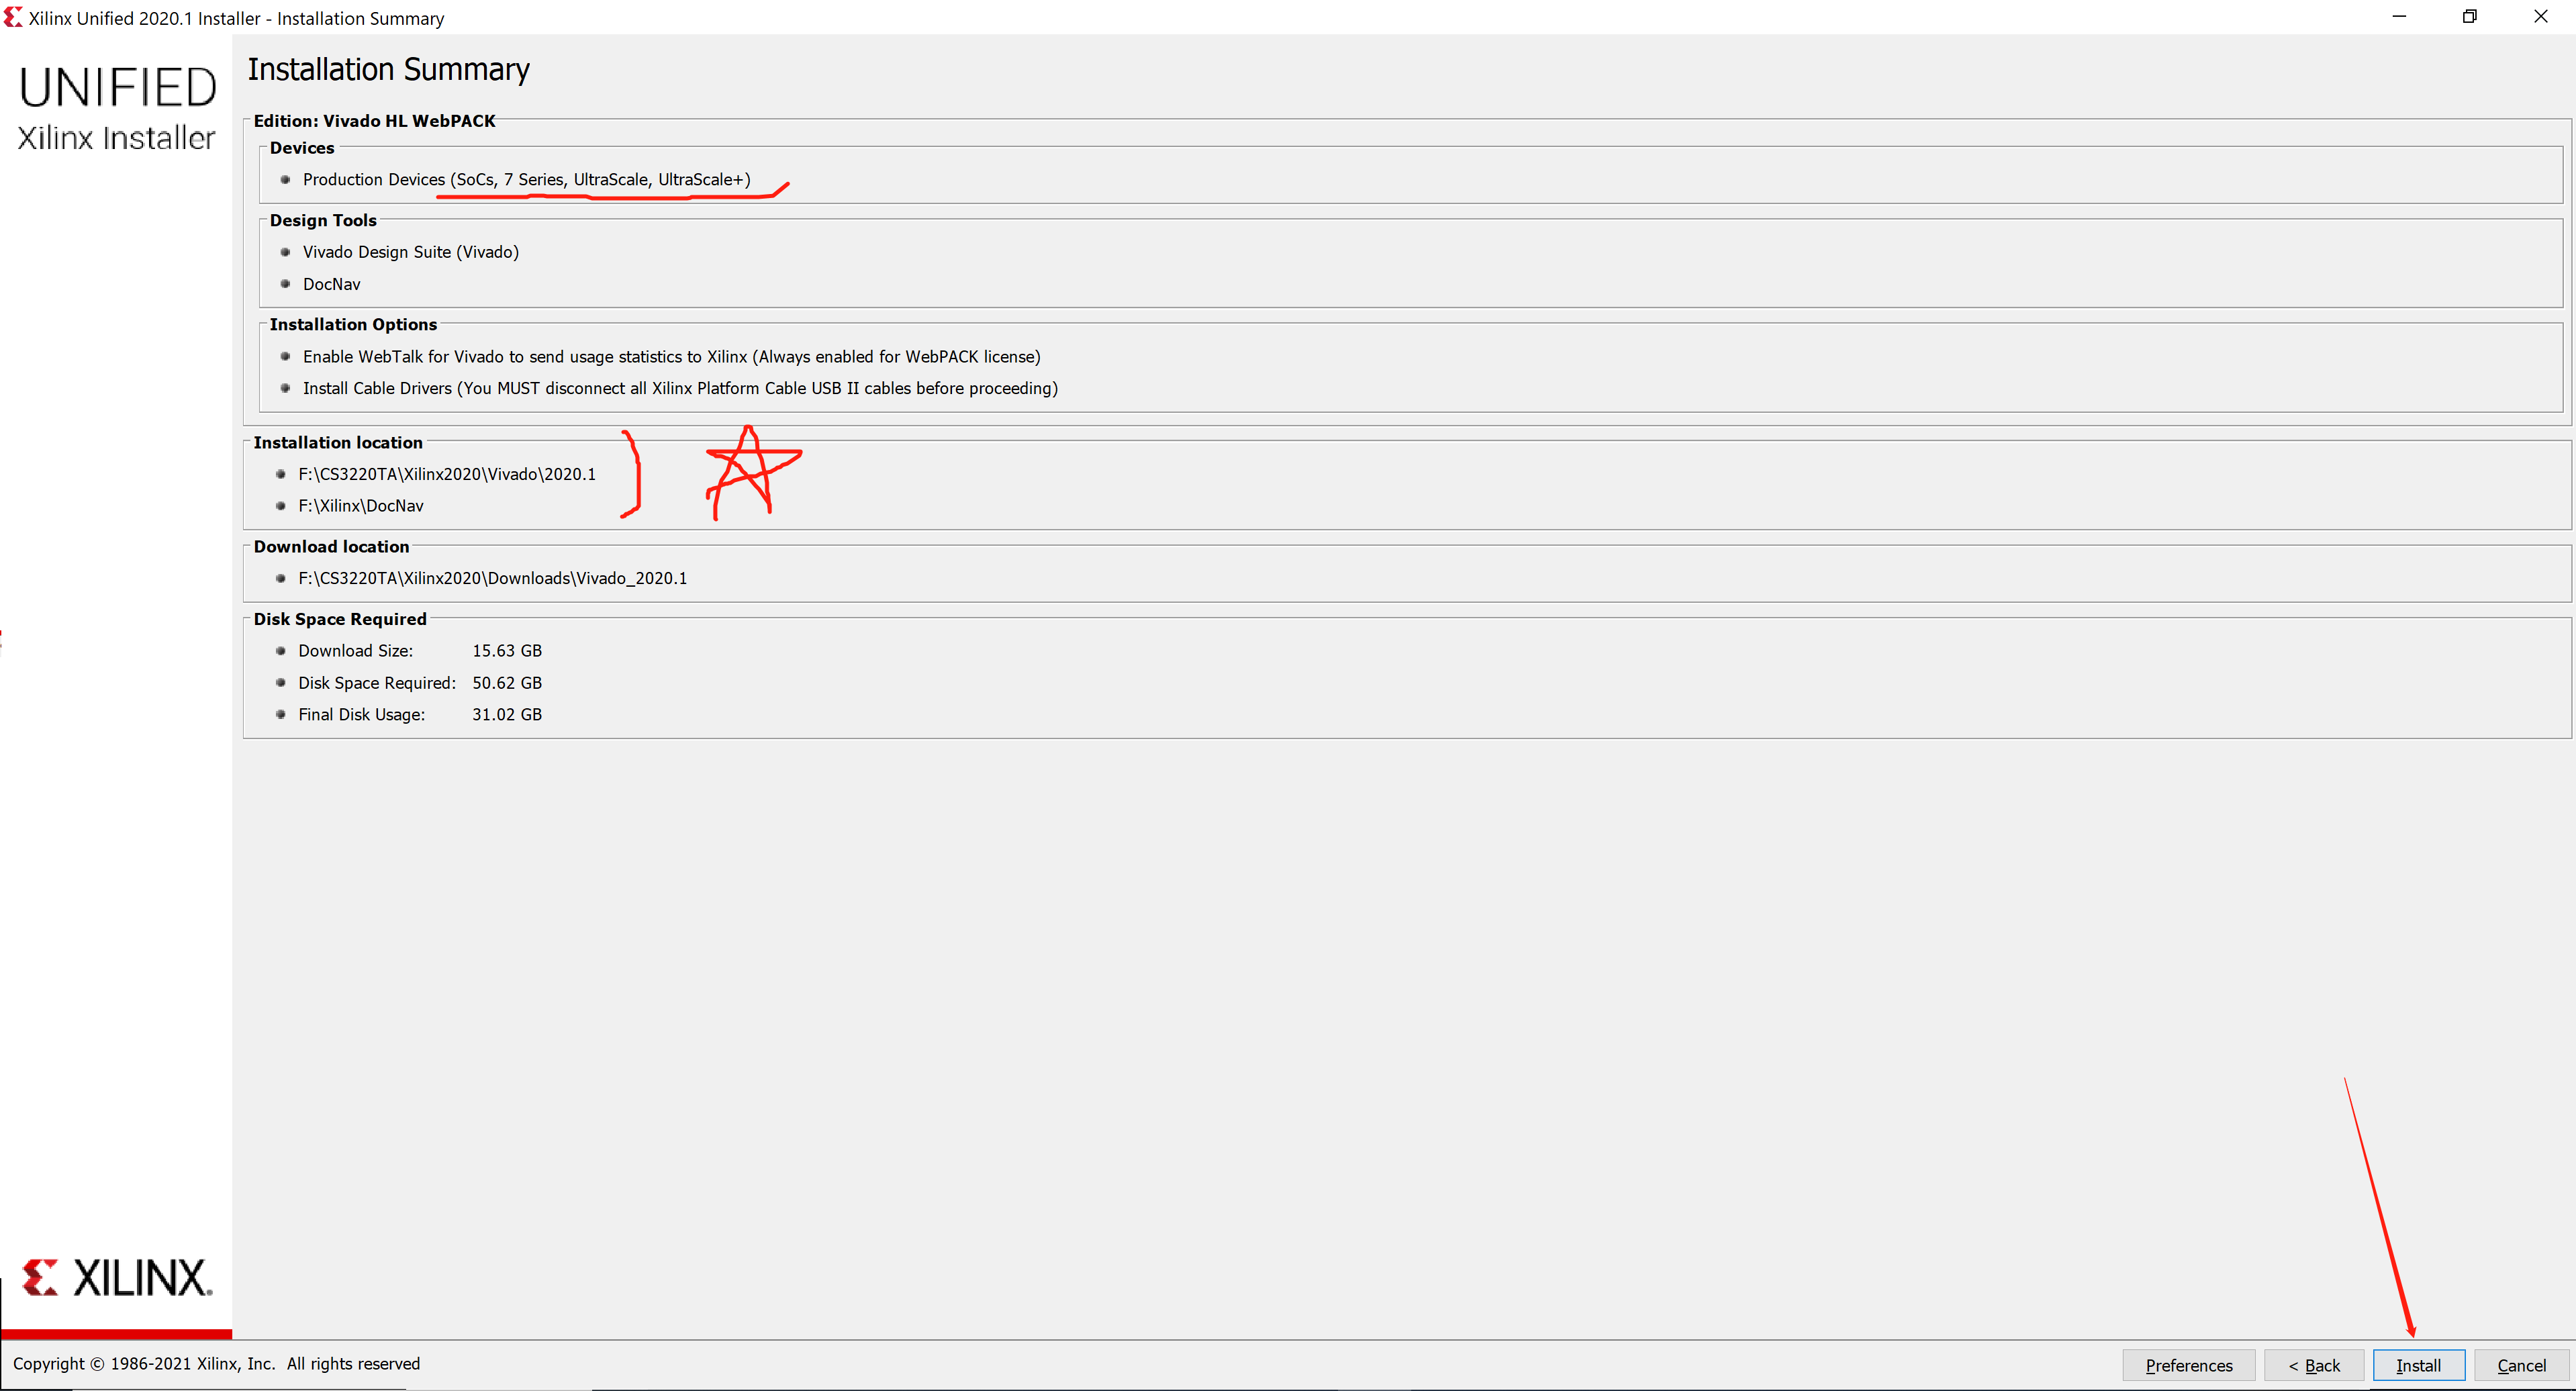 Xilinx Unified 2020.1 Installer - Installation Summary
UNIFIED
Xilinx Installer
Installation Summary
Edition: Vivado HL WebPACK
Devices
Production Devices (SoCs, 7 Series, UltraScale, UltraScale+)
Design Tools
Vivado Design Suite (Vivado)
DocNav
Installation Options
Enable WebTalk for Vivado to send usage statistics to Xilinx (Always enabled for WebPACK license)
Install Cable Drivers (You MUST disconnect all Xilinx Platform Cable USB II cables before proceeding)
Installation location
F:\CS3220TA\Xilinx2020\Vivado\2020.1
F:\Xilinx\DocNav
Download location
F:\CS3220TA\Xilinx2020\Downloads\Vivado_2020.1
Disk Space Required
Download Size: 15.63 GB
Disk Space Required: 50.62 GB
Final Disk Usage: 31.02 GB
XILINX.
Copyright © 1986-2021 Xilinx, Inc. All rights reserved
Preferences < Back Install Cancel